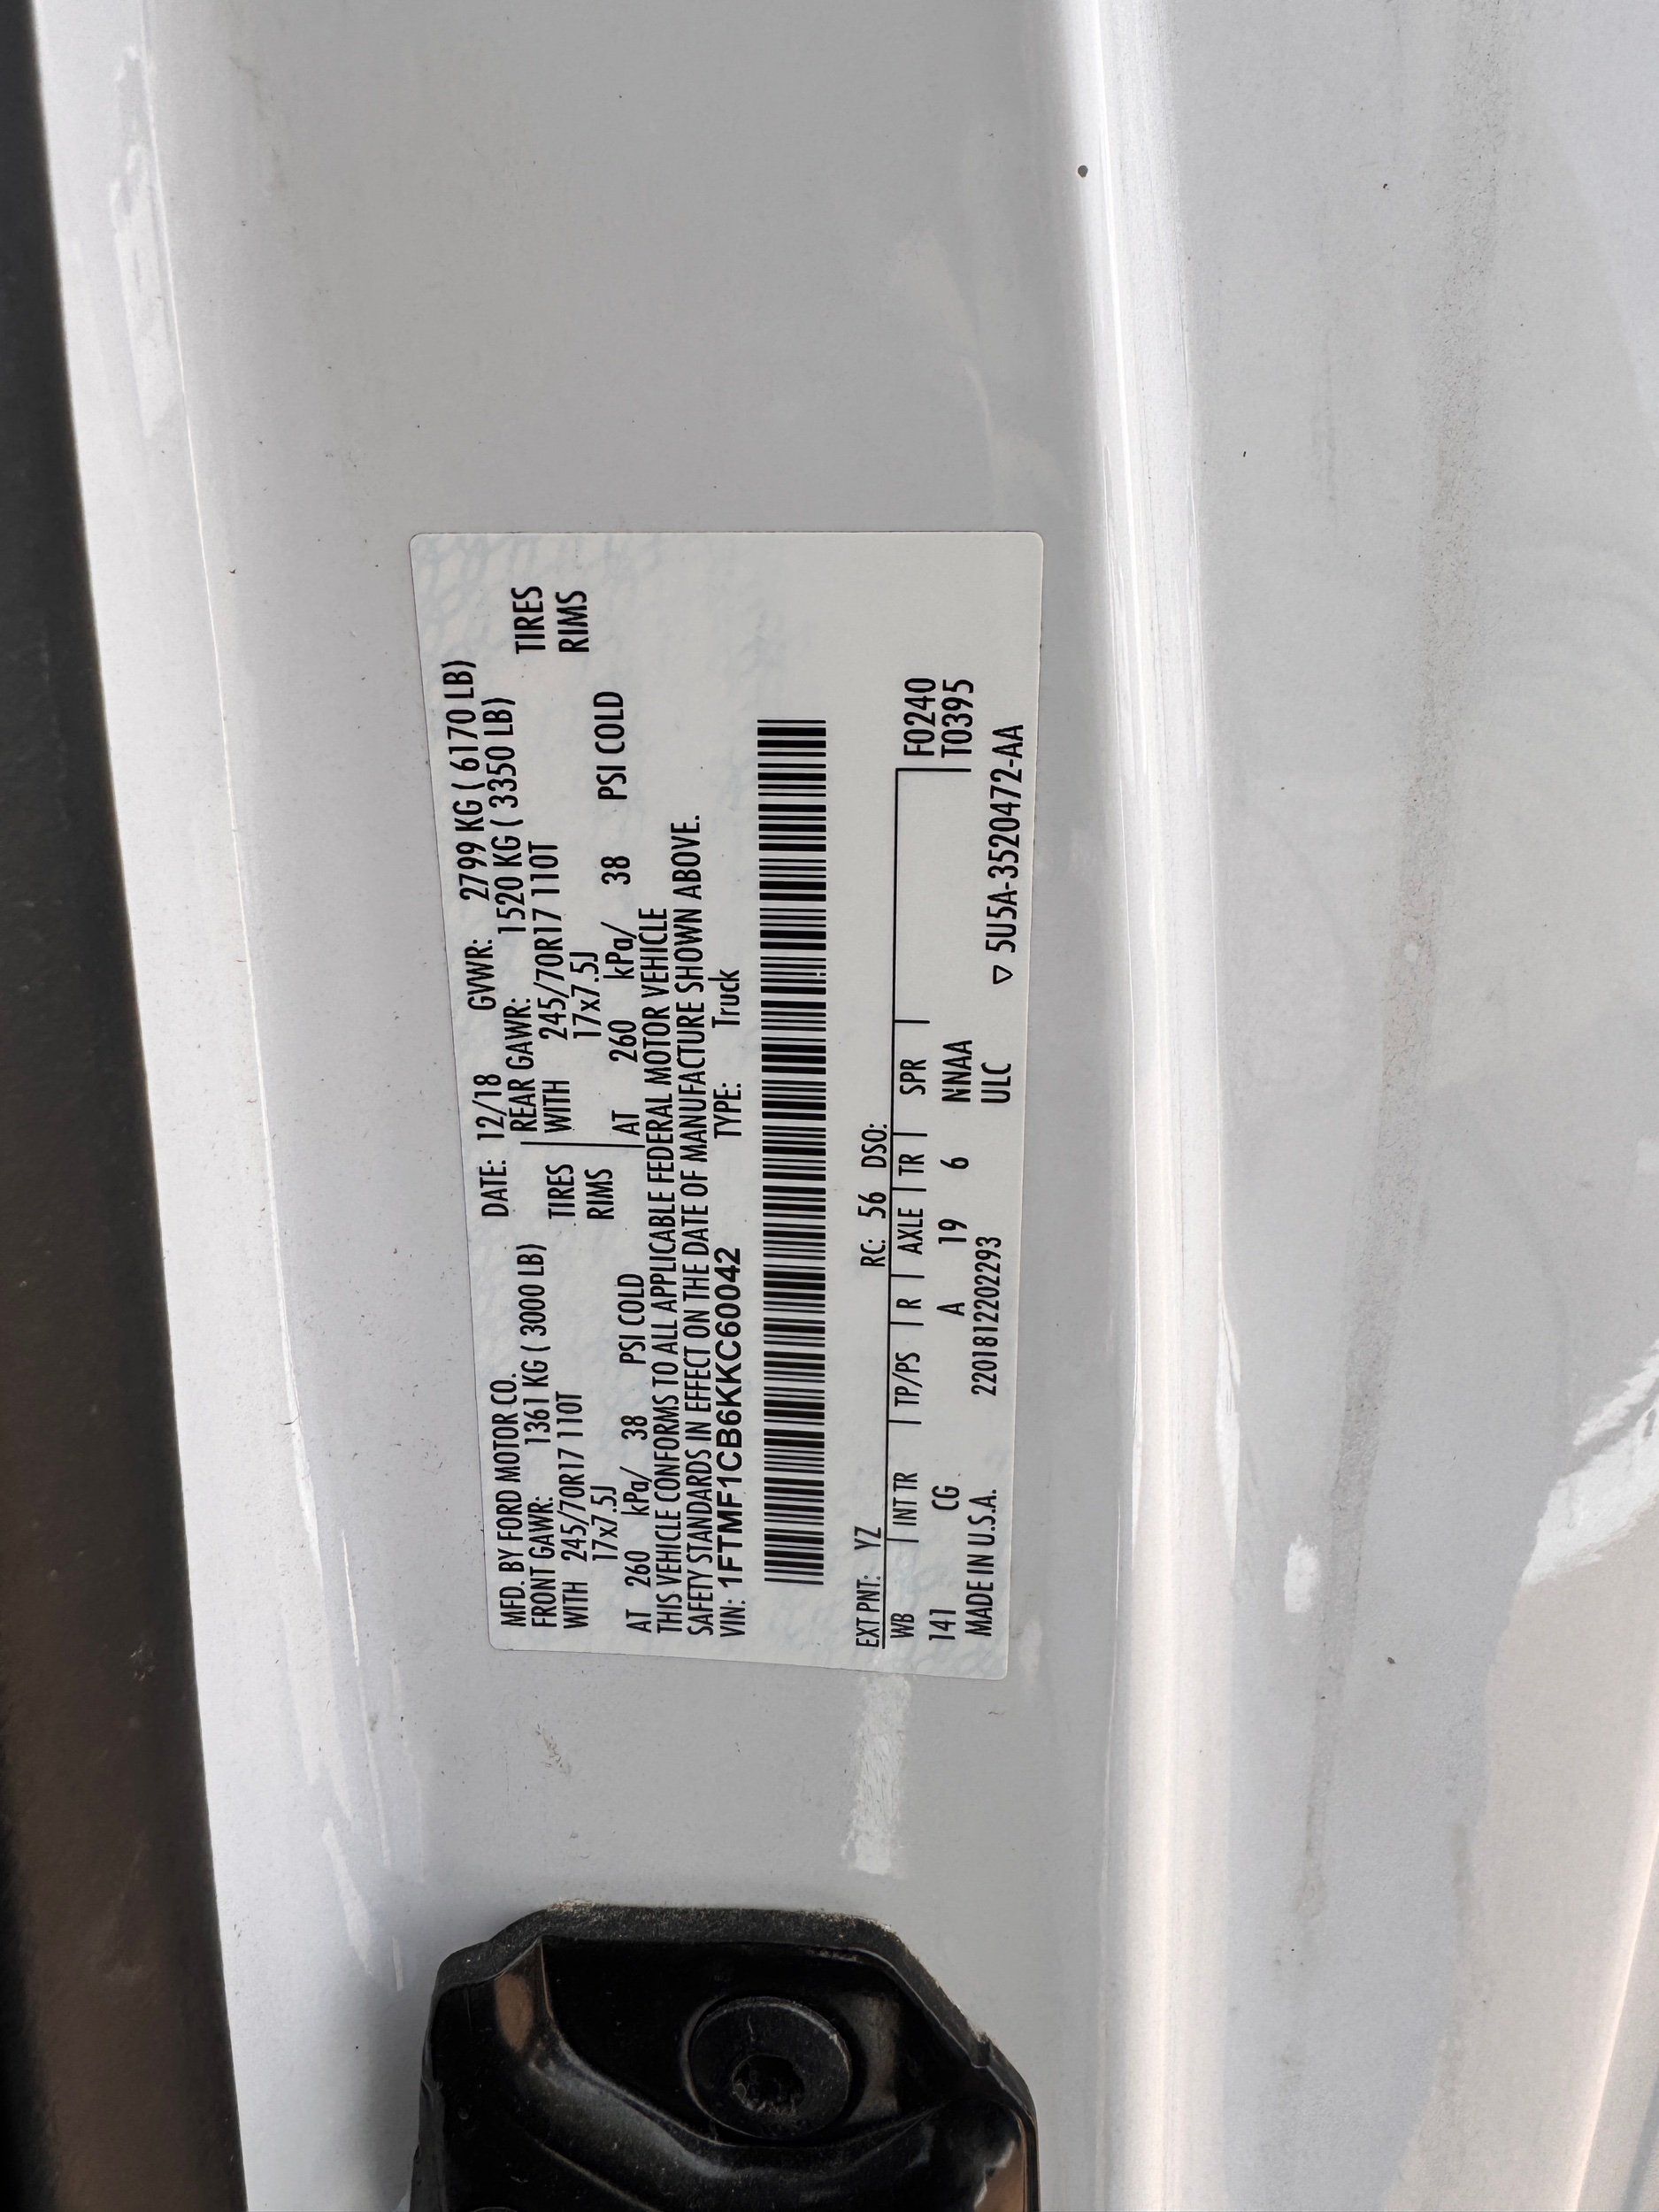 MFD. BY FORD MOTOR CO. DATE: 12/18 GVWR: 2799 KG ( 6170 LB)
FRONT GAWR: 1361 KG ( 3000 LB) REAR GAWR: 1520 KG ( 3350 LB)
WITH 245/70R17 110T TIRES WITH 245/70R17 110T TIRES
17x7.5J RIMS 17x7.5J RIMS
AT 260 kPa/ 38 PSI COLD AT 260 kPa/ 38 PSI COLD
THIS VEHICLE CONFORMS TO ALL APPLICABLE FEDERAL MOTOR VEHICLE
SAFETY STANDARDS IN EFFECT ON THE DATE OF MANUFACTURE SHOWN ABOVE.
VIN: 1FTMF1CB6KKC60042 TYPE: Truck
EXT PNT: YZ RC: 56 DSO:
WB | INT TR | TP/PS | R | AXLE | TR | SPR | F0240
141 CG A 19 6 NNAA T0395
MADE IN U.S.A. 220181220​2293 ULC ▽ 5U5A-3520472-AA